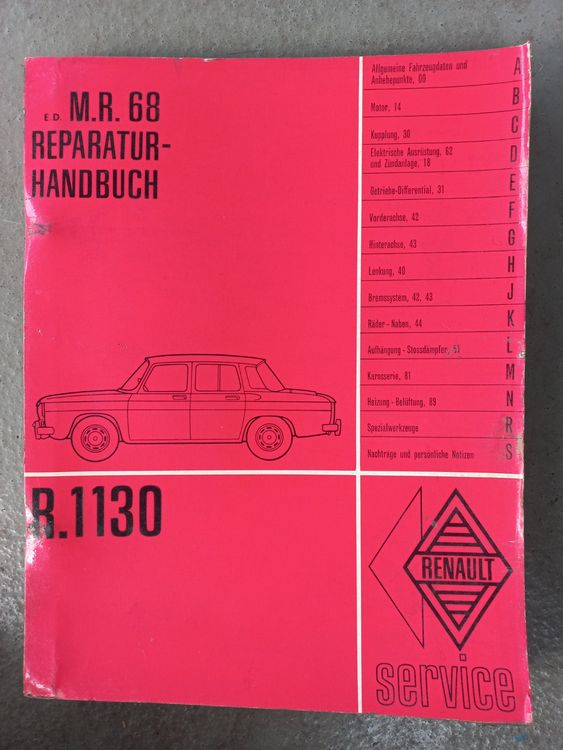 E.D. M.R. 68
REPARATUR-
HANDBUCH
Allgemeine Fahrzeugdaten und
Anhebepunkte, 00
A
Motor, 14
B
Kupplung, 30
C
Elektrische Ausrüstung, 62
und Zündanlage, 18
D
Getriebe-Differential, 31
E
Vorderachse, 42
F
Hinterachse, 43
G
Lenkung, 40
H
Bremssystem, 42, 43
J
Räder - Naben, 44
K
Aufhängung - Stossdämpfer, 51
L
Karosserie, 81
M
Heizung - Belüftung, 89
N
Spezialwerkzeuge
R
Nachträge und persönliche Notizen
S
R.1130
RENAULT
service